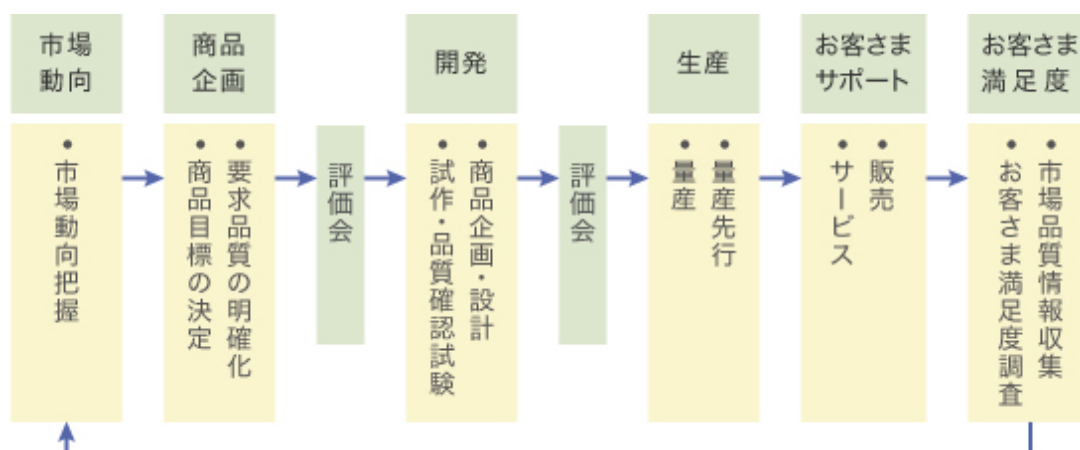 市場
動向
・市場動向把握
商品
企画
・要求品質の明確化
・商品目標の決定
評価会
開発
・商品企画・設計
・試作・品質確認試験
評価会
生産
・量産先行
・量産
お客さま
サポート
・販売
・サービス
お客さま
満足度
・市場品質情報収集
・お客さま満足度調査